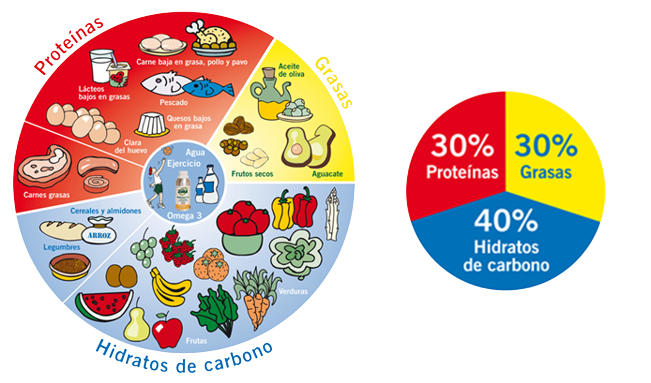 Proteínas
Grasas
Carne baja en grasa, pollo y pavo
Lácteos
bajos en grasas
Pescado
Quesos bajos
en grasa
Clara
del huevo
Carnes grasas
Aceite
de oliva
Frutos secos
Aguacate
Agua
Ejercicio
Omega 3
Cereales y almidones
ARROZ
Legumbres
Verduras
Frutas
Hidratos de carbono
30%
Proteínas
30%
Grasas
40%
Hidratos
de carbono